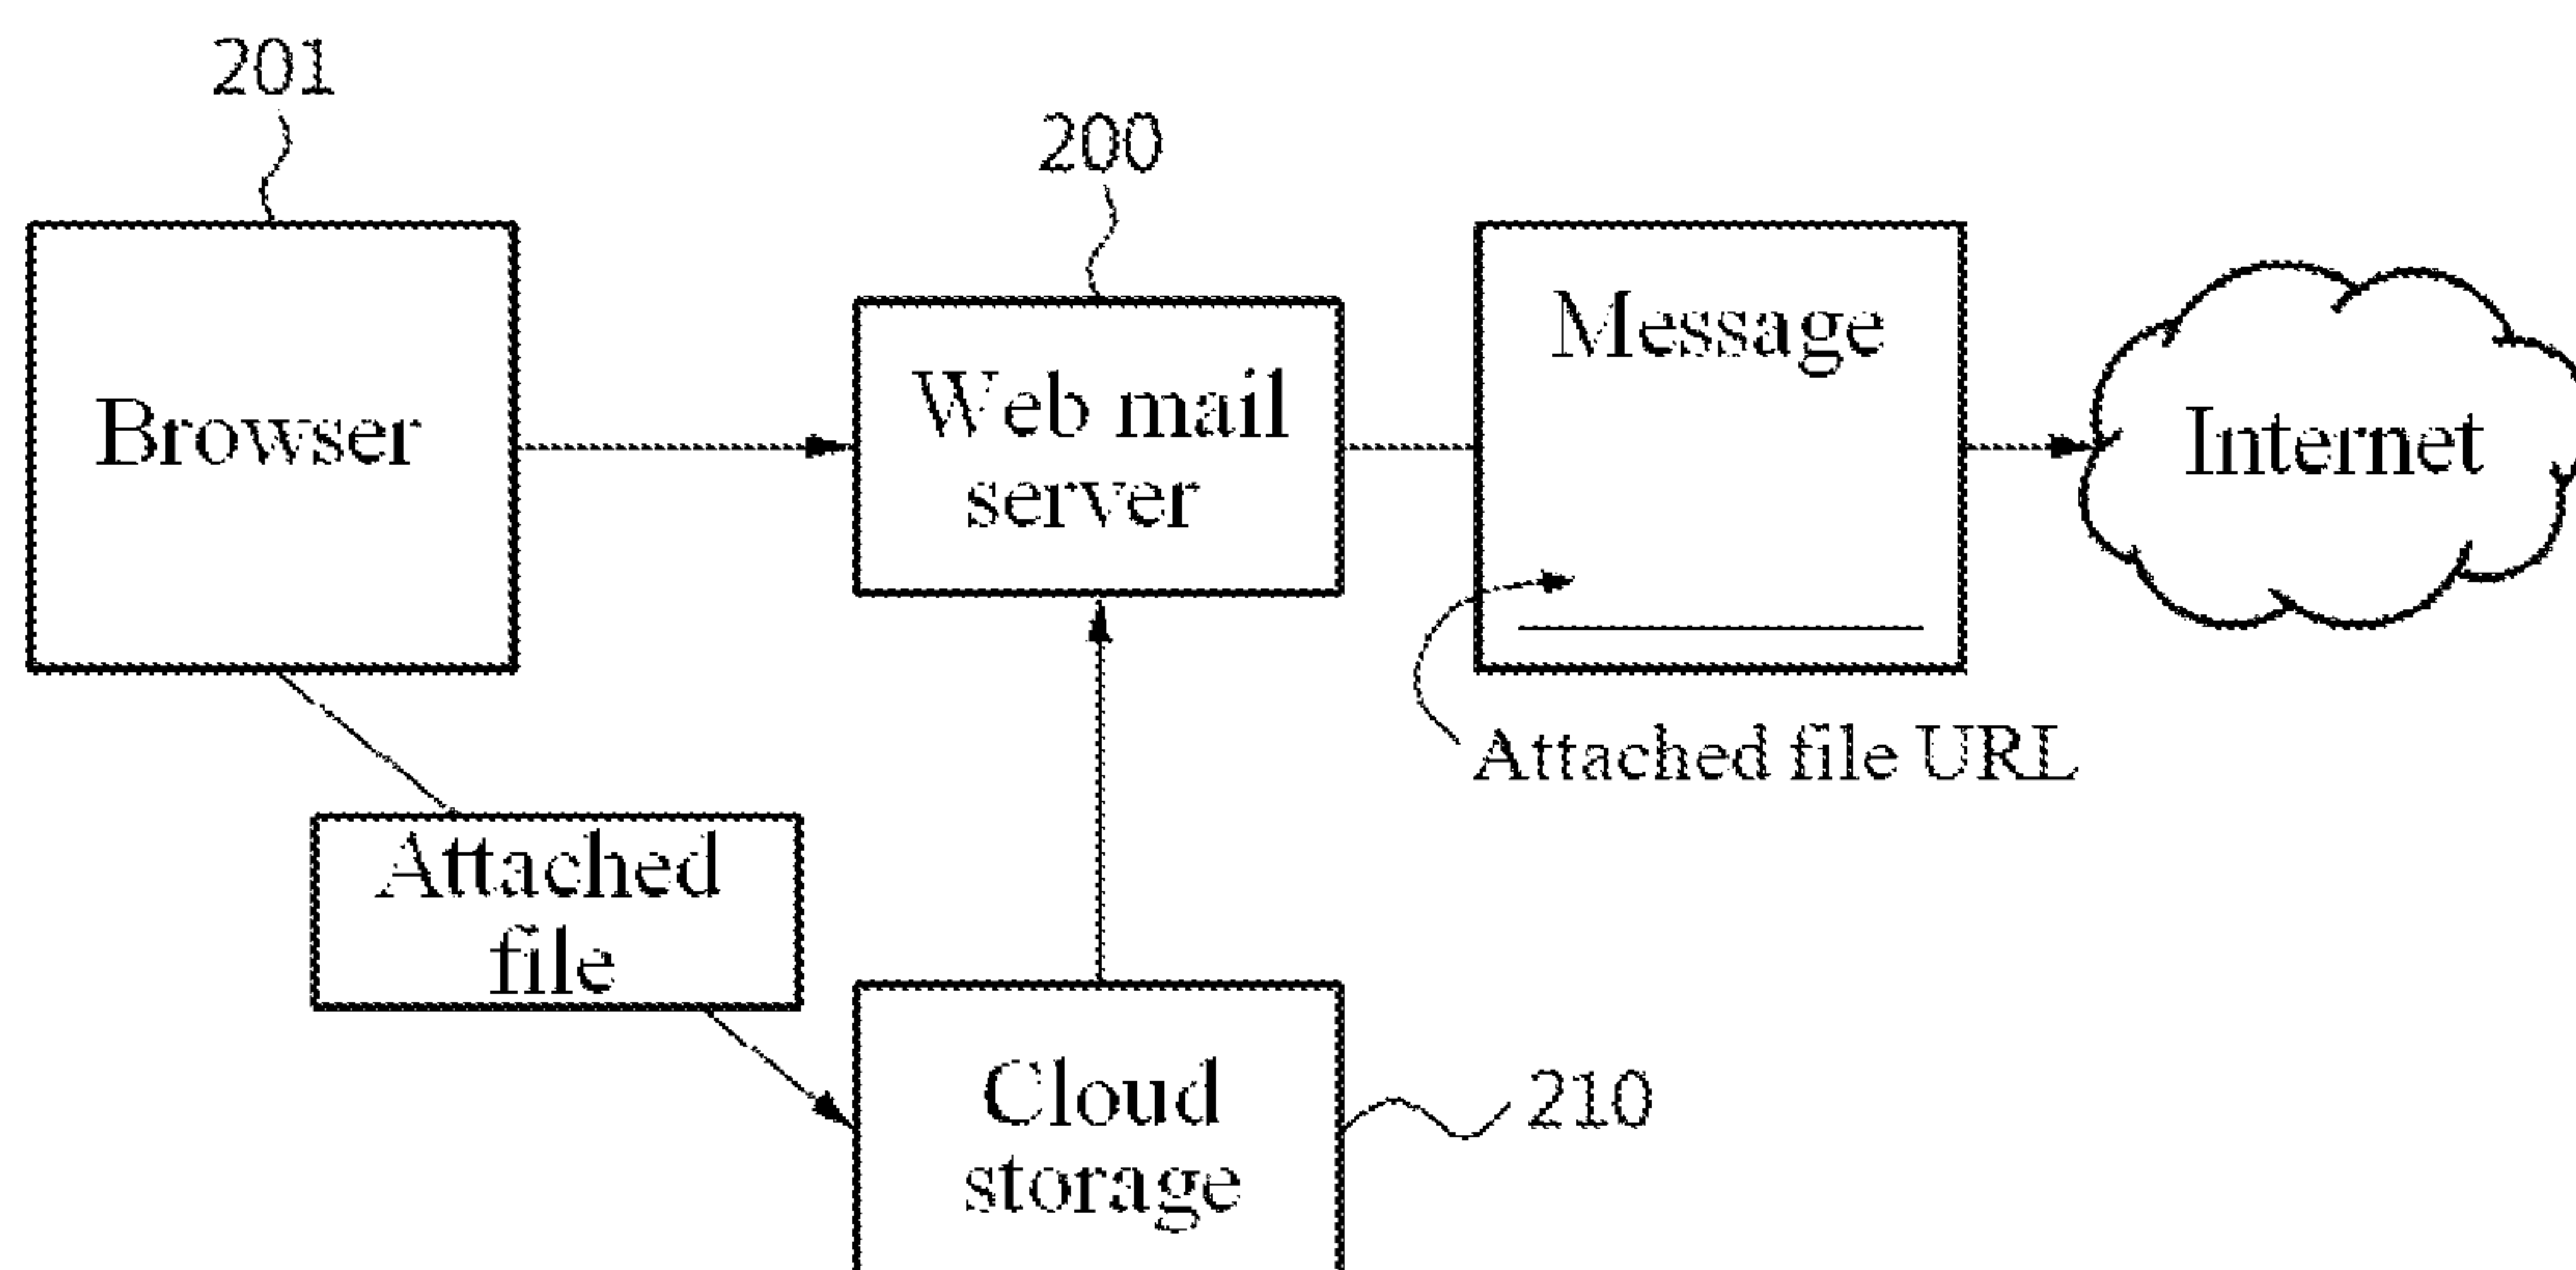 201
200
Browser
Web mail
server
Message
Internet
Attached file URL
Attached
file
Cloud
storage
210